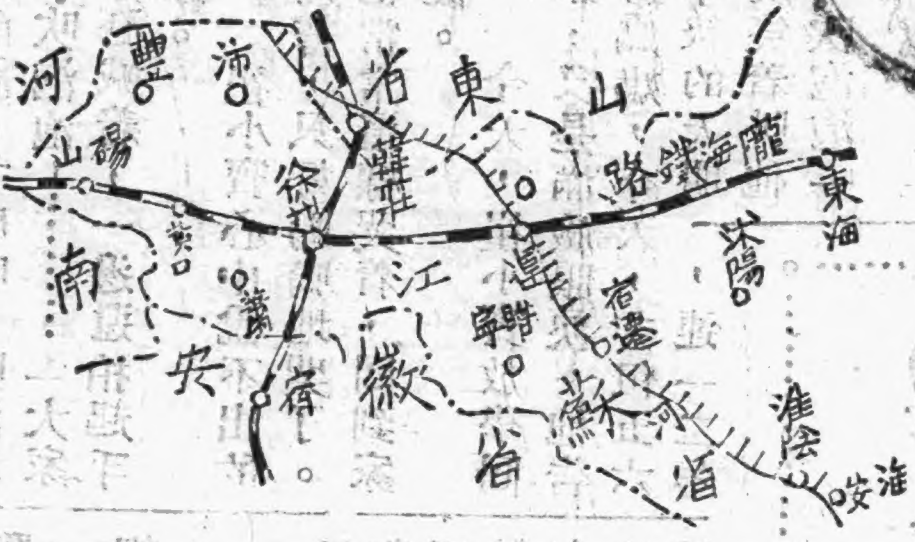 河
豐
沛
省東山
碭山
黃口
蕭
徐州
韓莊
隴海鐵路
東海
沭陽
南
江
運
睢寧
宿遷
安
宿
徽
省
蘇
河
省
淮陰
淮安